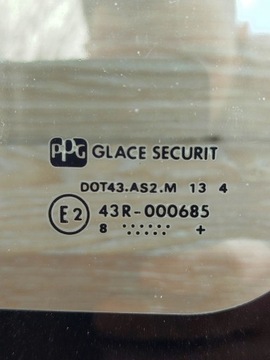 PPG GLACE SECURIT
DOT43.AS2.M 13 4
E2 43R-000685
8 +